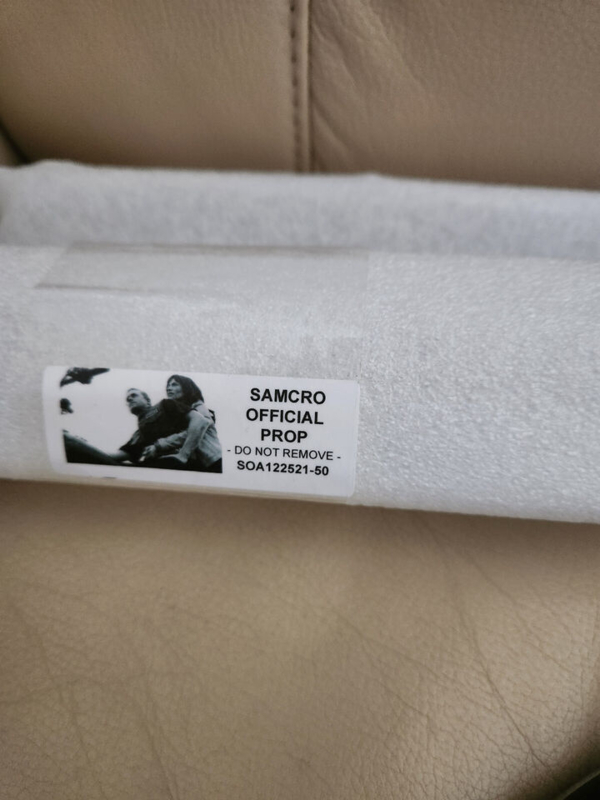 SAMCRO
OFFICIAL
PROP
- DO NOT REMOVE -
SOA122521-50